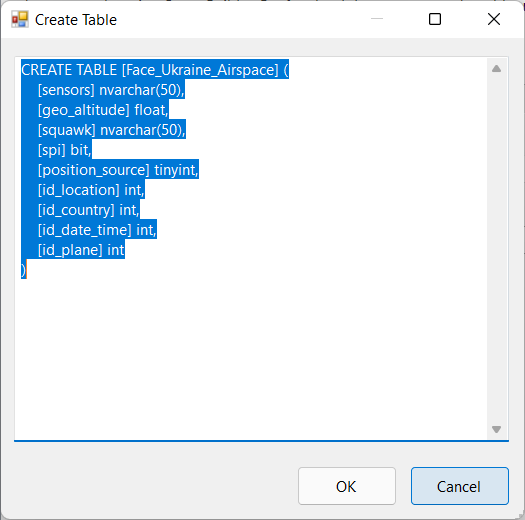 Create Table
CREATE TABLE [Face_Ukraine_Airspace] (
    [sensors] nvarchar(50),
    [geo_altitude] float,
    [squawk] nvarchar(50),
    [spi] bit,
    [position_source] tinyint,
    [id_location] int,
    [id_country] int,
    [id_date_time] int,
    [id_plane] int
)
OK
Cancel